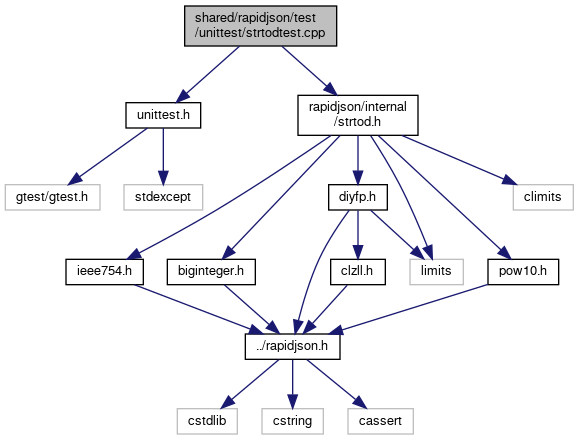 shared/rapidjson/test
/unittest/strtodtest.cpp
unittest.h
rapidjson/internal
/strtod.h
gtest/gtest.h
stdexcept
diyfp.h
climits
ieee754.h
biginteger.h
clzll.h
limits
pow10.h
../rapidjson.h
cstdlib
cstring
cassert